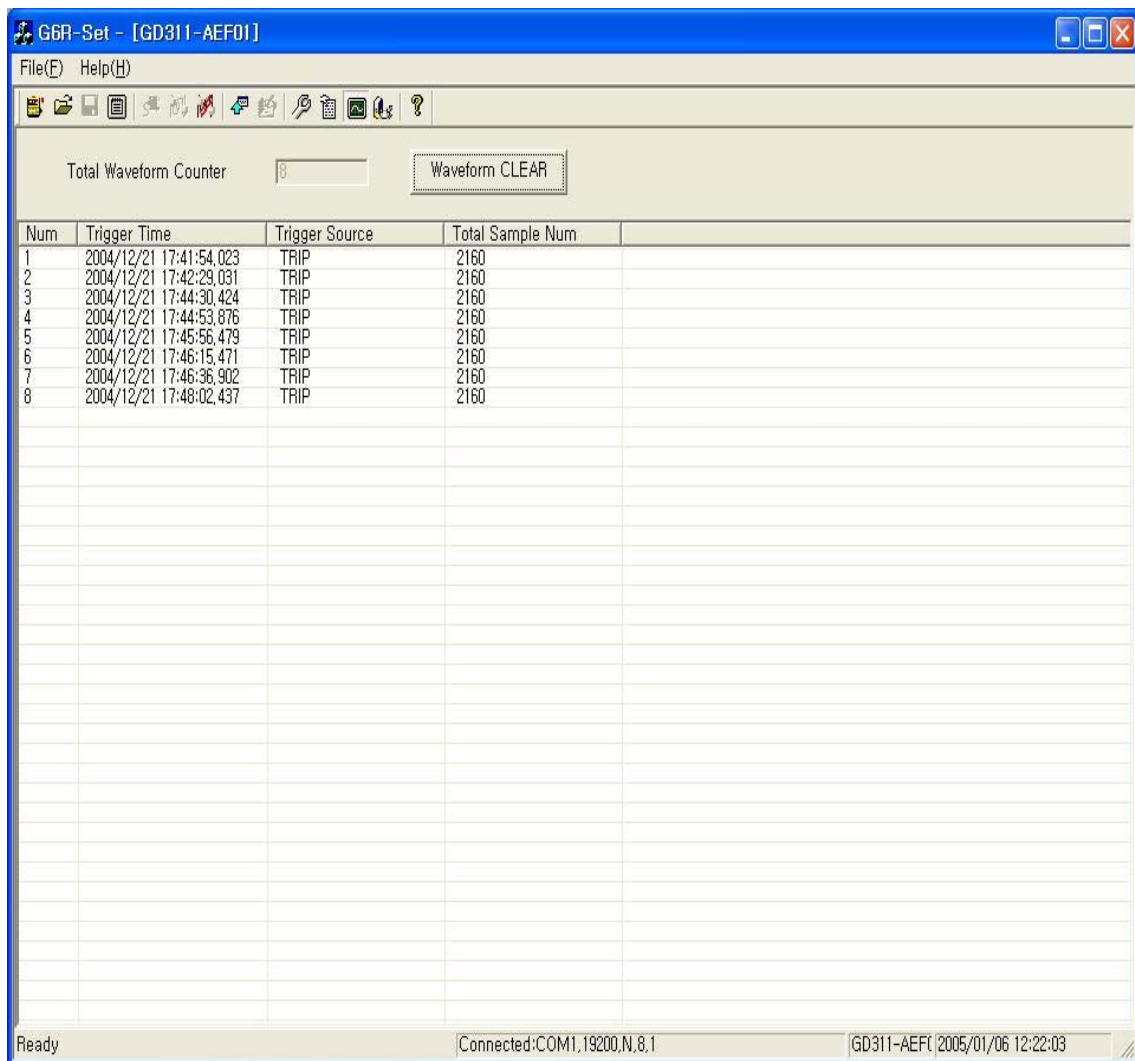 G6R-Set - [GD311-AEF01]
File(F) Help(H)
Total Waveform Counter 8 Waveform CLEAR
Num Trigger Time Trigger Source Total Sample Num
1 2004/12/21 17:41:54,023 TRIP 2160
2 2004/12/21 17:42:29,031 TRIP 2160
3 2004/12/21 17:44:30,424 TRIP 2160
4 2004/12/21 17:44:53,876 TRIP 2160
5 2004/12/21 17:45:56,479 TRIP 2160
6 2004/12/21 17:46:15,471 TRIP 2160
7 2004/12/21 17:46:36,902 TRIP 2160
8 2004/12/21 17:48:02,437 TRIP 2160
Ready Connected:COM1,19200,N,8,1 GD311-AEF( 2005/01/06 12:22:03